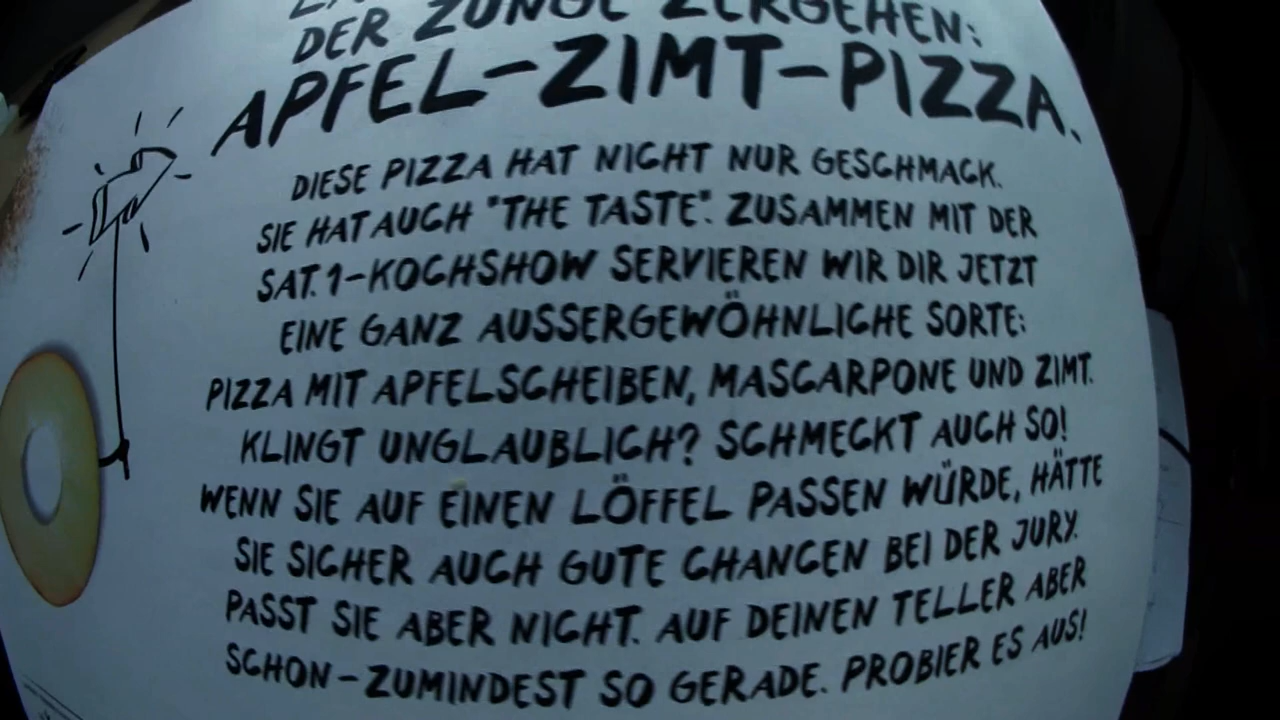 DER ZUNGE ZERGEHEN:
APFEL-ZIMT-PIZZA.
DIESE PIZZA HAT NICHT NUR GESCHMACK.
SIE HAT AUCH "THE TASTE". ZUSAMMEN MIT DER
SAT.1-KOCHSHOW SERVIEREN WIR DIR JETZT
EINE GANZ AUSSERGEWÖHNLICHE SORTE:
PIZZA MIT APFELSCHEIBEN, MASCARPONE UND ZIMT.
KLINGT UNGLAUBLICH? SCHMECKT AUCH SO!
WENN SIE AUF EINEN LÖFFEL PASSEN WÜRDE, HÄTTE
SIE SICHER AUCH GUTE CHANCEN BEI DER JURY.
PASST SIE ABER NICHT. AUF DEINEN TELLER ABER
SCHON - ZUMINDEST SO GERADE. PROBIER ES AUS!